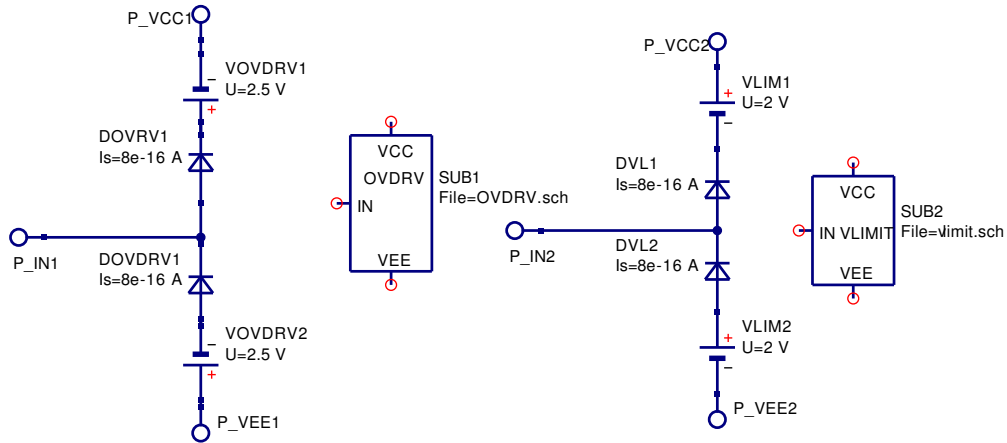 P_VCC1
VOVDRV1
U=2.5 V
−
+
DOVRV1
Is=8e-16 A
P_IN1
DOVDRV1
Is=8e-16 A
VOVDRV2
U=2.5 V
−
+
P_VEE1
VCC
OVDRV
IN
VEE
SUB1
File=OVDRV.sch
P_VCC2
VLIM1
U=2 V
+
−
DVL1
Is=8e-16 A
P_IN2
DVL2
Is=8e-16 A
VLIM2
U=2 V
+
−
P_VEE2
VCC
IN VLIMIT
VEE
SUB2
File=vlimit.sch